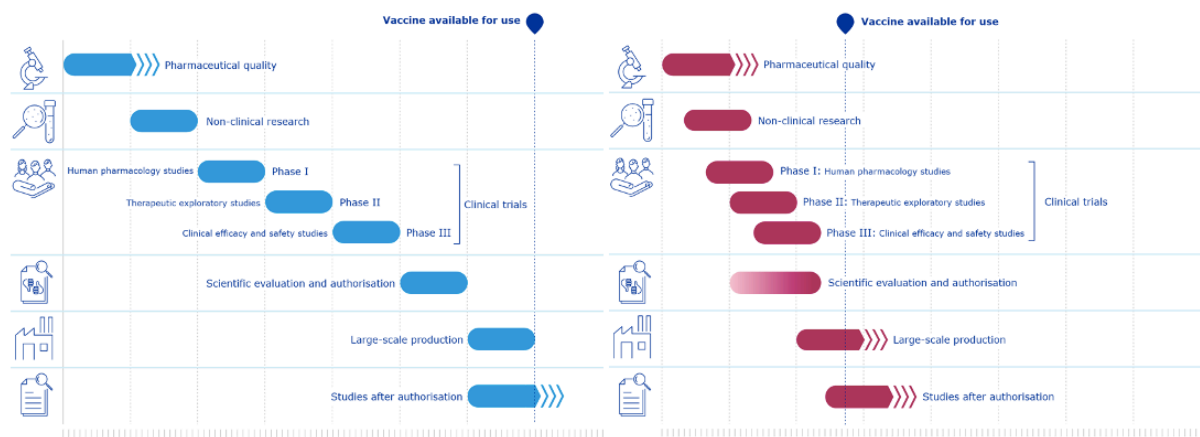 Vaccine available for use
Pharmaceutical quality
Non-clinical research
Human pharmacology studies Phase I
Therapeutic exploratory studies Phase II
Clinical trials
Clinical efficacy and safety studies Phase III
Scientific evaluation and authorisation
Large-scale production
Studies after authorisation
Vaccine available for use
Pharmaceutical quality
Non-clinical research
Phase I: Human pharmacology studies
Phase II: Therapeutic exploratory studies
Clinical trials
Phase III: Clinical efficacy and safety studies
Scientific evaluation and authorisation
Large-scale production
Studies after authorisation